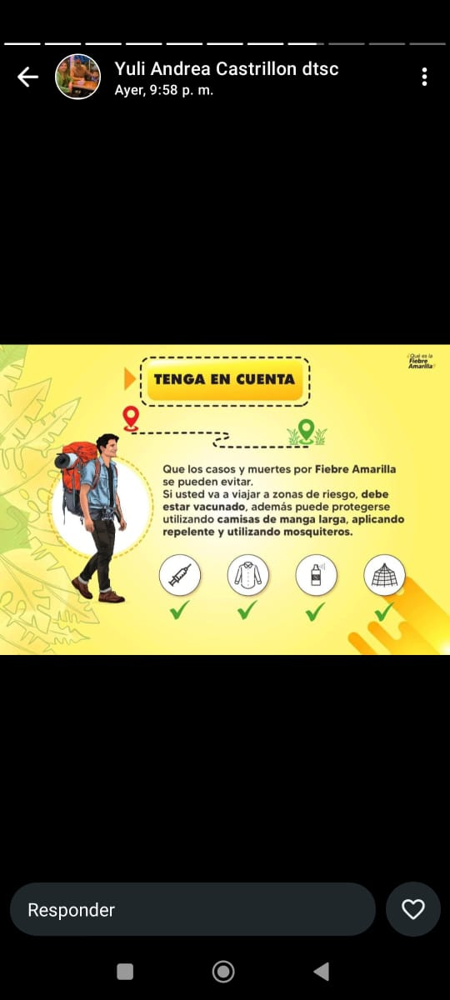 Yuli Andrea Castrillon dtsc
Ayer, 9:58 p. m.
¿Qué es la
Fiebre
Amarilla?
TENGA EN CUENTA
Que los casos y muertes por Fiebre Amarilla
se pueden evitar.
Si usted va a viajar a zonas de riesgo, debe
estar vacunado, además puede protegerse
utilizando camisas de manga larga, aplicando
repelente y utilizando mosquiteros.
Responder